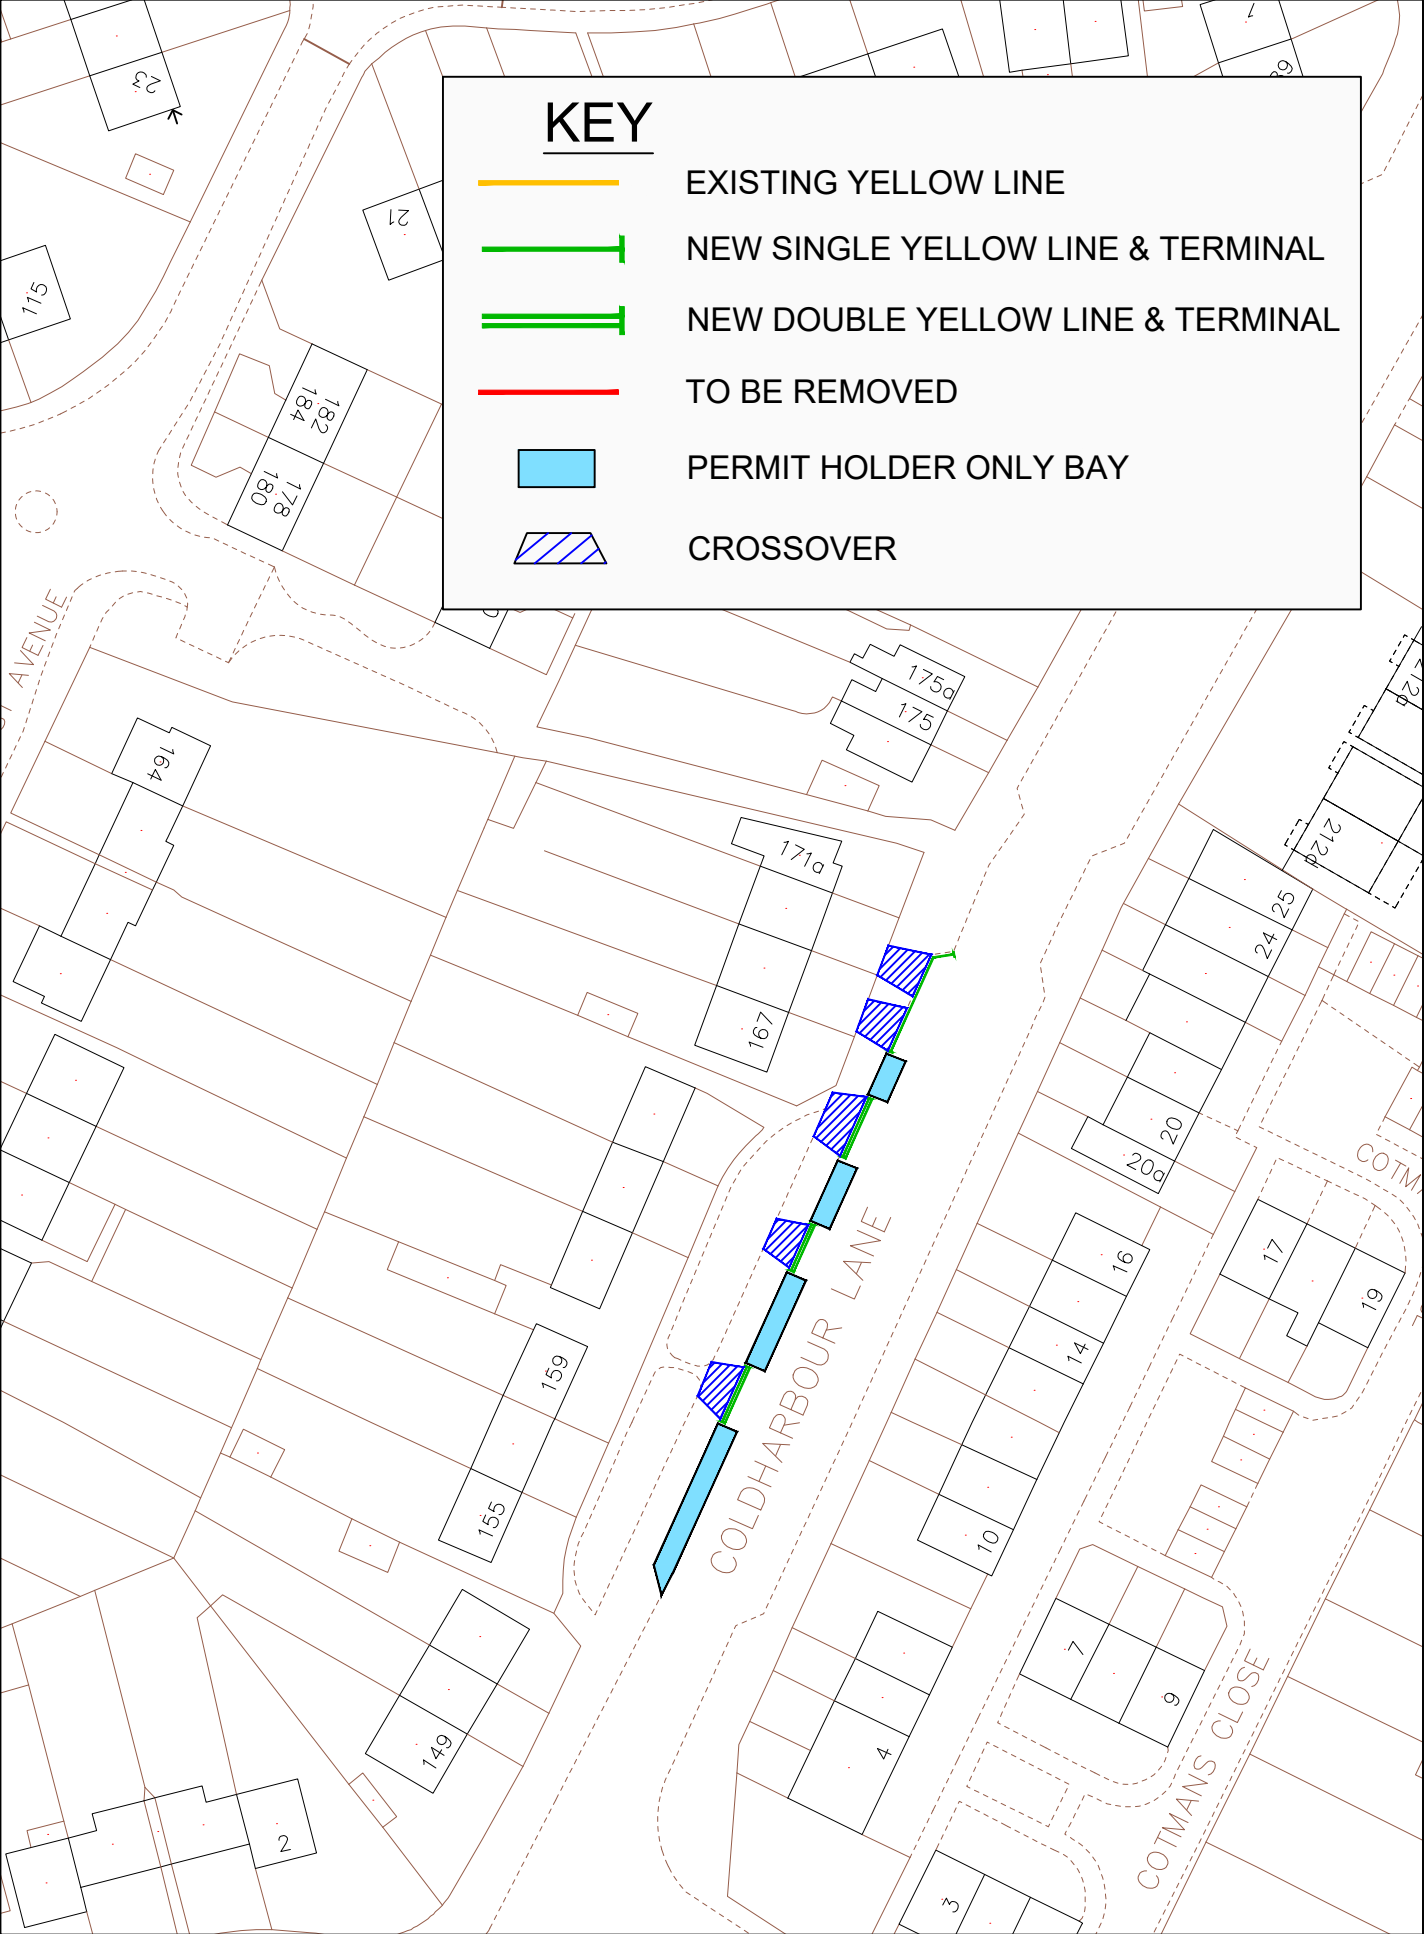 KEY
EXISTING YELLOW LINE
NEW SINGLE YELLOW LINE & TERMINAL
NEW DOUBLE YELLOW LINE & TERMINAL
TO BE REMOVED
PERMIT HOLDER ONLY BAY
CROSSOVER
23
21
115
182
184
178
180
AVENUE
164
175a
175
171a
167
212a
25
24
20
20a
COTM
17
19
16
14
10
159
155
149
COLDHARBOUR LANE
7
9
4
3
2
COTMANS CLOSE